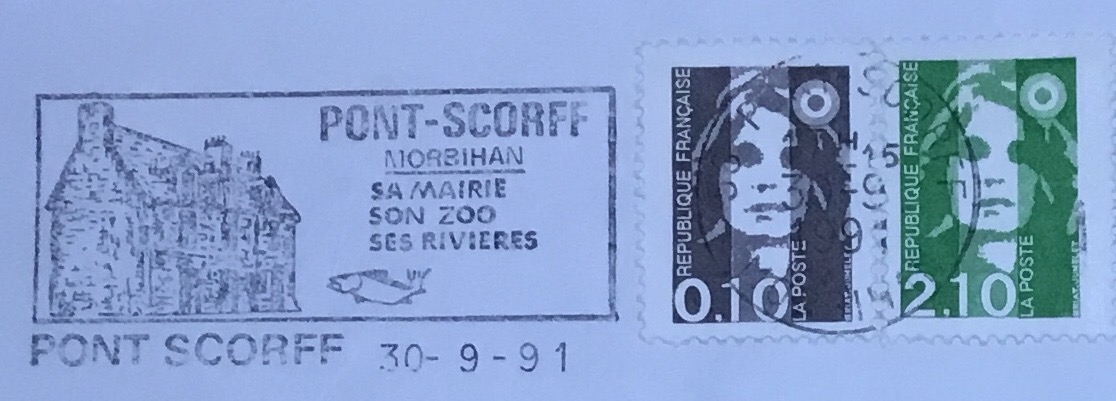 PONT-SCORFF
MORBIHAN
SA MAIRIE
SON ZOO
SES RIVIERES
PONT SCORFF 30-9-91
REPUBLIQUE FRANÇAISE
0.10
LA POSTE
REPUBLIQUE FRANÇAISE
2.10
LA POSTE